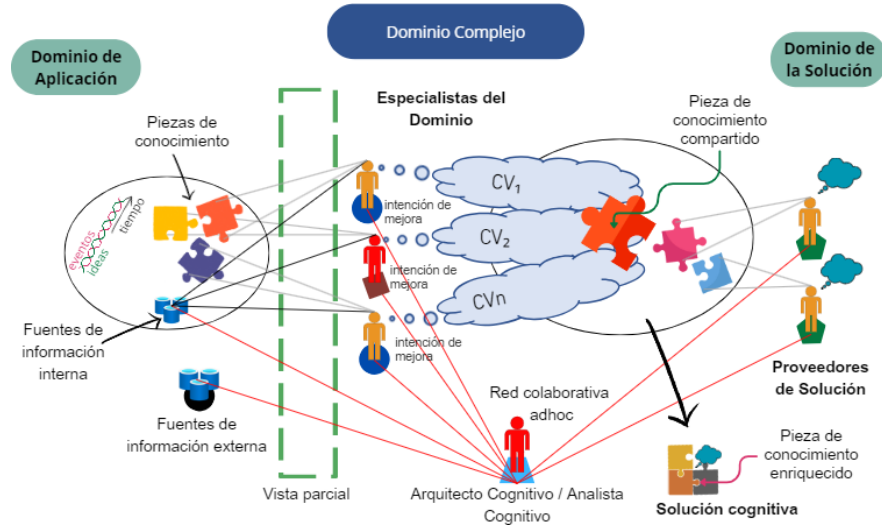 Dominio Complejo
Dominio de
Aplicación
Dominio de
la Solución
Especialistas del
Dominio
Piezas de
conocimiento
Pieza de
conocimiento
compartido
eventos
ideas
tiempo
CV1
intención de
mejora
CV2
intención de
mejora
CVn
intención de
mejora
Fuentes de
información
interna
Fuentes de
información externa
Vista parcial
Red colaborativa
adhoc
Arquitecto Cognitivo / Analista
Cognitivo
Proveedores
de Solución
Pieza de
conocimiento
enriquecido
Solución cognitiva